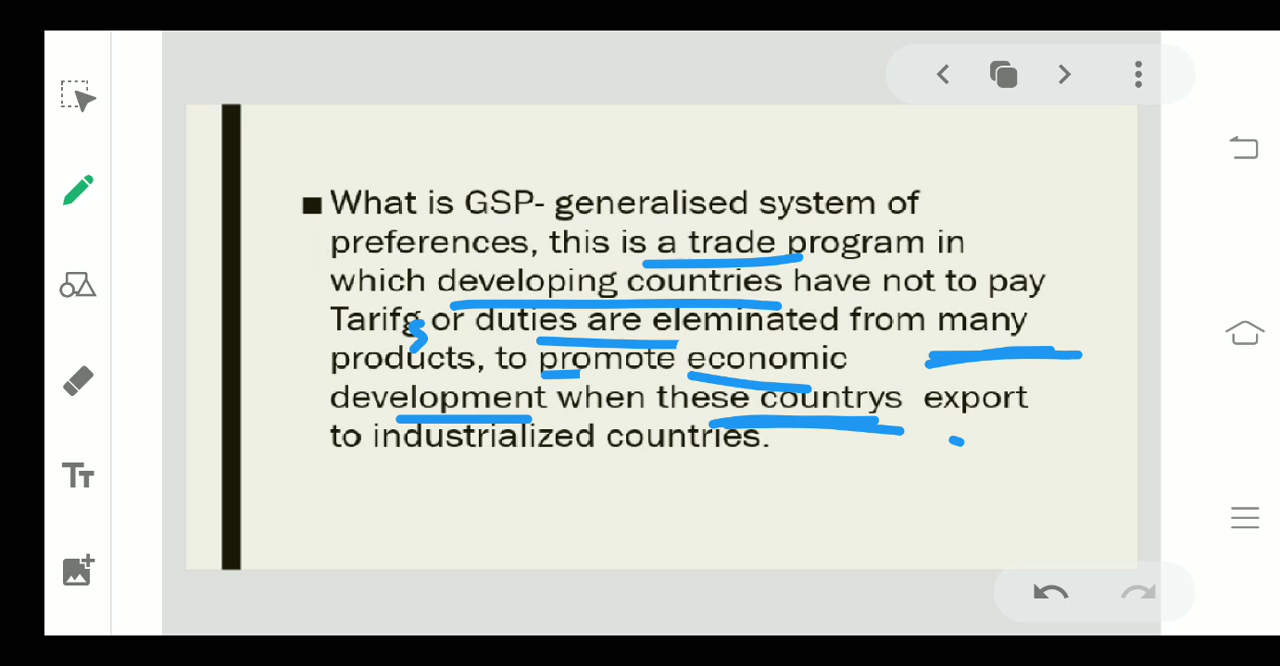 What is GSP- generalised system of
preferences, this is a trade program in
which developing countries have not to pay
Tarifs or duties are eleminated from many
products, to promote economic
development when these countrys export
to industrialized countries.
Tт